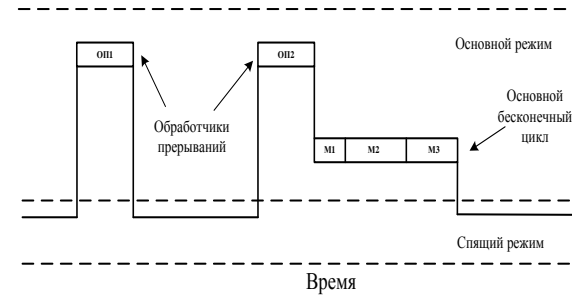 Основной режим
ОП1
ОП2
Обработчики
прерываний
Основной
бесконечный
цикл
М1
М2
М3
Спящий режим
Время